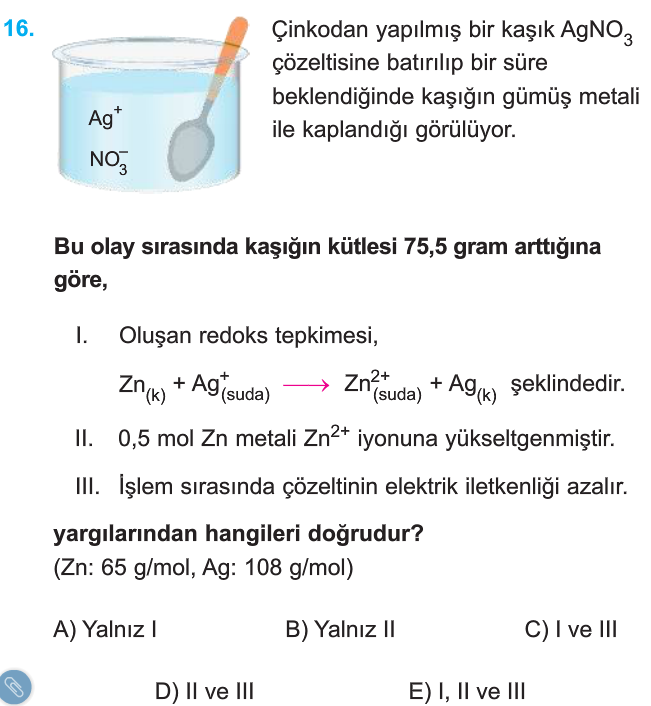 16.
Çinkodan yapılmış bir kaşık AgNO₃
çözeltisine batırılıp bir süre
beklendiğinde kaşığın gümüş metali
ile kaplandığı görülüyor.
Ag⁺
NO₃⁻
Bu olay sırasında kaşığın kütlesi 75,5 gram arttığına
göre,
I. Oluşan redoks tepkimesi,
Zn(k) + Ag⁺(suda) ⟶ Zn²⁺(suda) + Ag(k) şeklindedir.
II. 0,5 mol Zn metali Zn²⁺ iyonuna yükseltgenmiştir.
III. İşlem sırasında çözeltinin elektrik iletkenliği azalır.
yargılarından hangileri doğrudur?
(Zn: 65 g/mol, Ag: 108 g/mol)
A) Yalnız I B) Yalnız II C) I ve III
D) II ve III E) I, II ve III